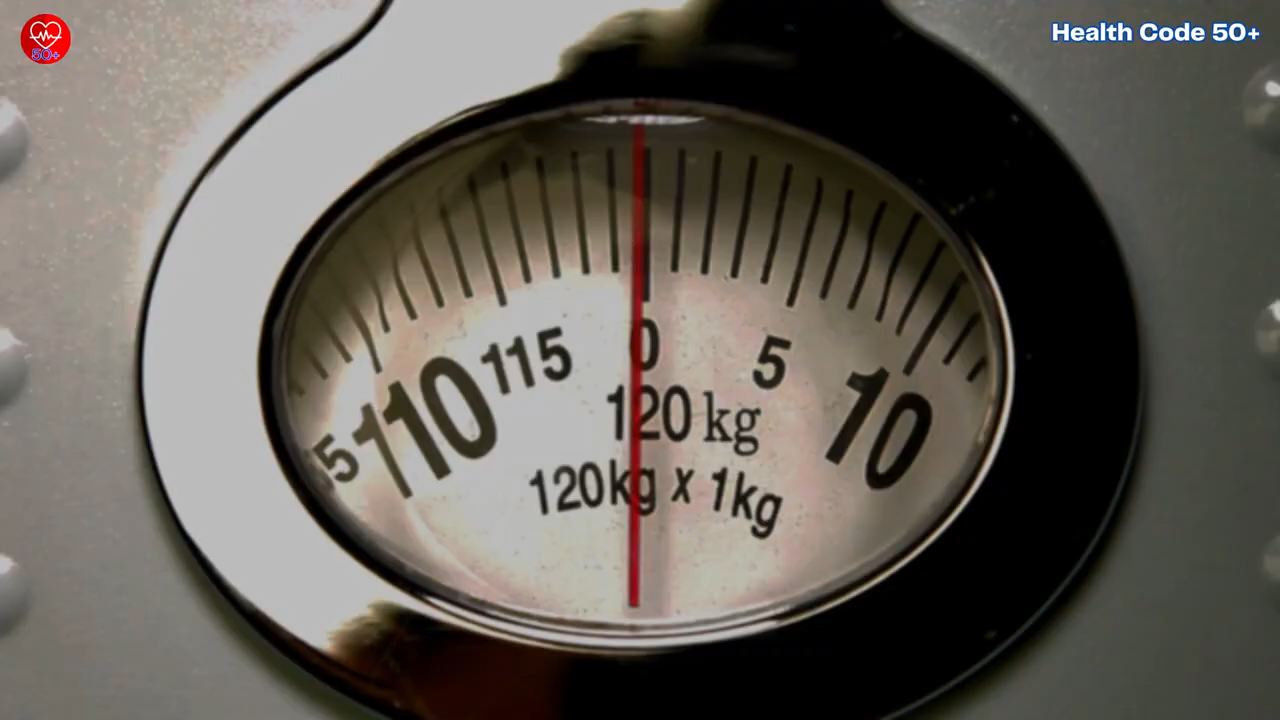 Health Code 50+
50+
5 110 115 0 5 10
120 kg
120kg x 1kg